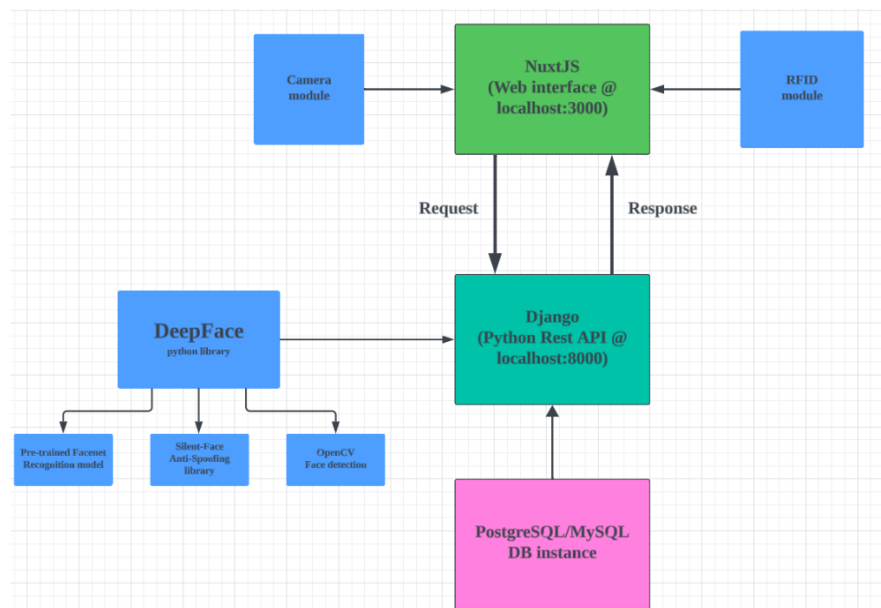 Camera
module
NuxtJS
(Web interface @
localhost:3000)
RFID
module
Request
Response
DeepFace
python library
Django
(Python Rest API @
localhost:8000)
Pre-trained Facenet
Recognition model
Silent-Face
Anti-Spoofing
library
OpenCV
Face detection
PostgreSQL/MySQL
DB instance